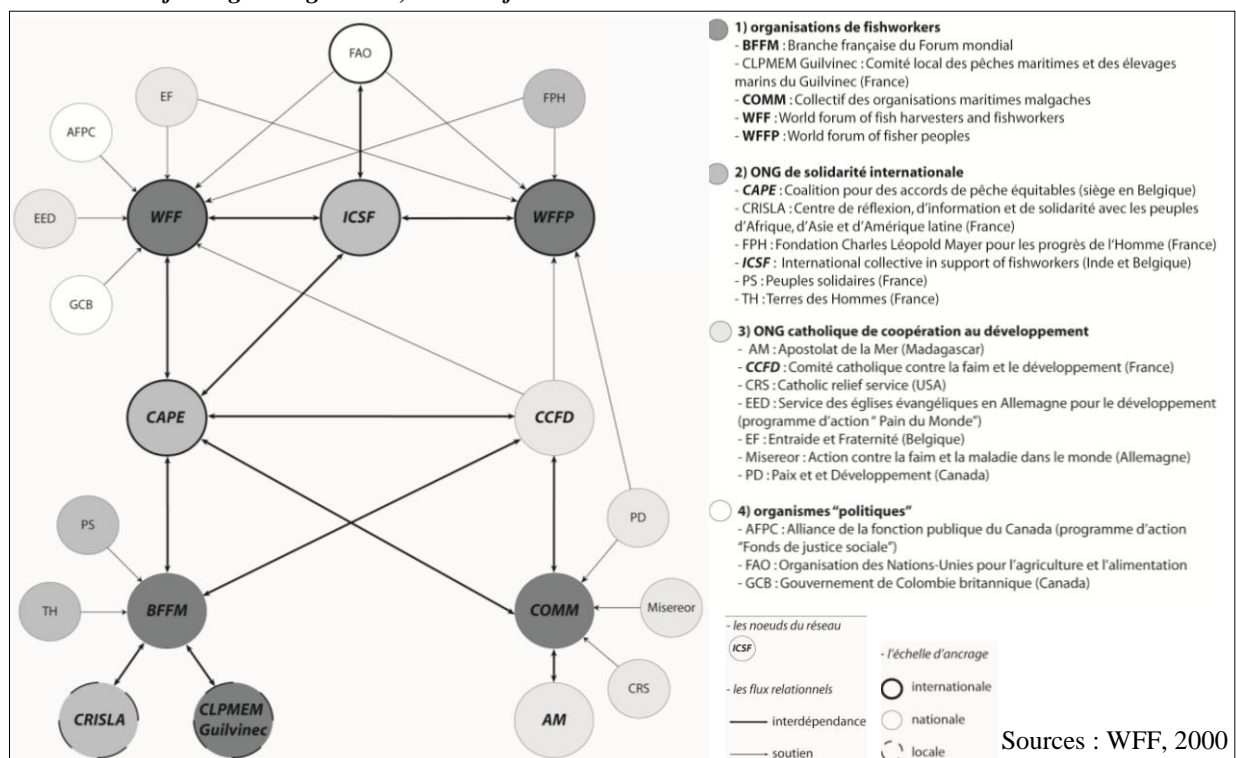 FAO
EF
FPH
AFPC
WFF
ICSF
WFFP
EED
GCB
CAPE
CCFD
PS
PD
TH
BFFM
COMM
Misereor
CRS
CRISLA
CLPMEM
Guilvinec
AM
1) organisations de fishworkers
- BFFM : Branche française du Forum mondial
- CLPMEM Guilvinec : Comité local des pêches maritimes et des élevages
marins du Guilvinec (France)
- COMM : Collectif des organisations maritimes malgaches
- WFF : World forum of fish harvesters and fishworkers
- WFFP : World forum of fisher peoples
2) ONG de solidarité internationale
- CAPE : Coalition pour des accords de pêche équitables (siège en Belgique)
- CRISLA : Centre de réflexion, d'information et de solidarité avec les peuples
d'Afrique, d'Asie et d'Amérique latine (France)
- FPH : Fondation Charles Léopold Mayer pour les progrès de l'Homme (France)
- ICSF : International collective in support of fishworkers (Inde et Belgique)
- PS : Peuples solidaires (France)
- TH : Terres des Hommes (France)
3) ONG catholique de coopération au développement
- AM : Apostolat de la Mer (Madagascar)
- CCFD : Comité catholique contre la faim et le développement (France)
- CRS : Catholic relief service (USA)
- EED : Service des églises évangéliques en Allemagne pour le développement
(programme d'action " Pain du Monde")
- EF : Entraide et Fraternité (Belgique)
- Misereor : Action contre la faim et la maladie dans le monde (Allemagne)
- PD : Paix et et Développement (Canada)
4) organismes "politiques"
- AFPC : Alliance de la fonction publique du Canada (programme d'action
"Fonds de justice sociale")
- FAO : Organisation des Nations-Unies pour l'agriculture et l'alimentation
- GCB : Gouvernement de Colombie britannique (Canada)
- les noeuds du réseau
ICSF
- les flux relationnels
interdépendance
soutien
- l'échelle d'ancrage
internationale
nationale
locale
Sources : WFF, 2000